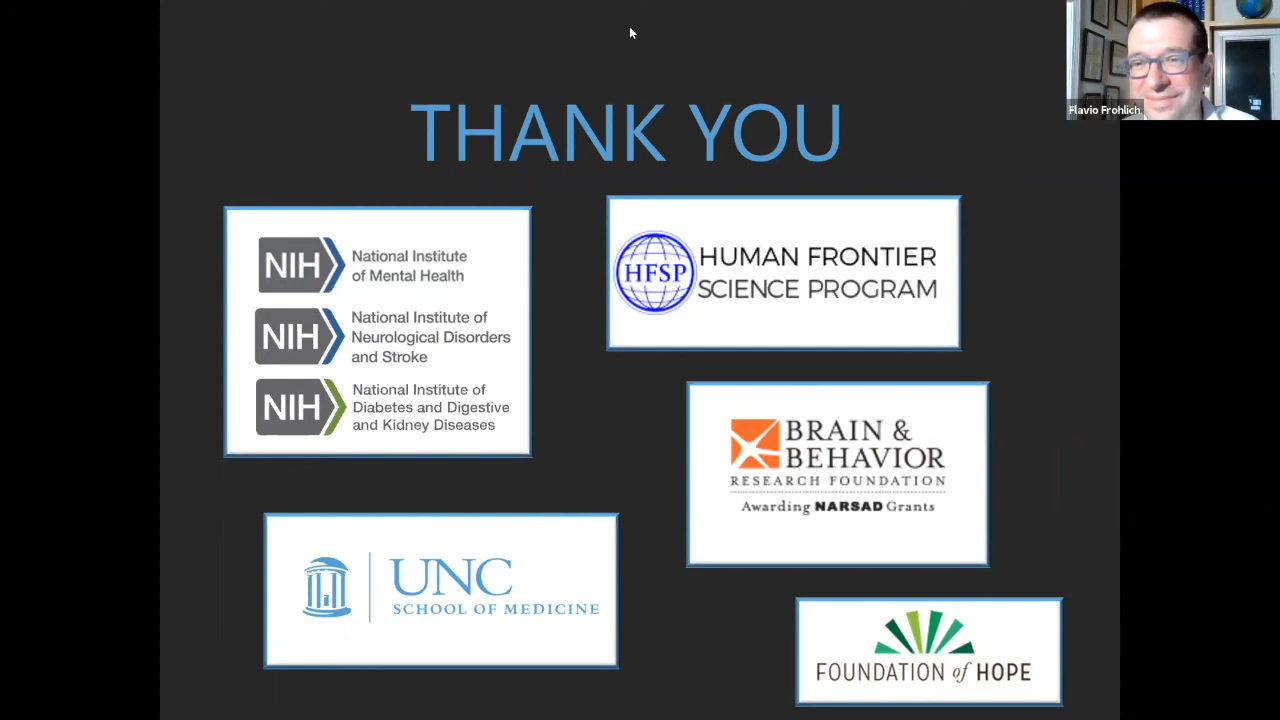 THANK YOU
Flavio Frohlich
NIH
National Institute
of Mental Health
NIH
National Institute of
Neurological Disorders
and Stroke
NIH
National Institute of
Diabetes and Digestive
and Kidney Diseases
HFSP
HUMAN FRONTIER
SCIENCE PROGRAM
BRAIN &
BEHAVIOR
RESEARCH FOUNDATION
Awarding NARSAD Grants
UNC
SCHOOL OF MEDICINE
FOUNDATION of HOPE